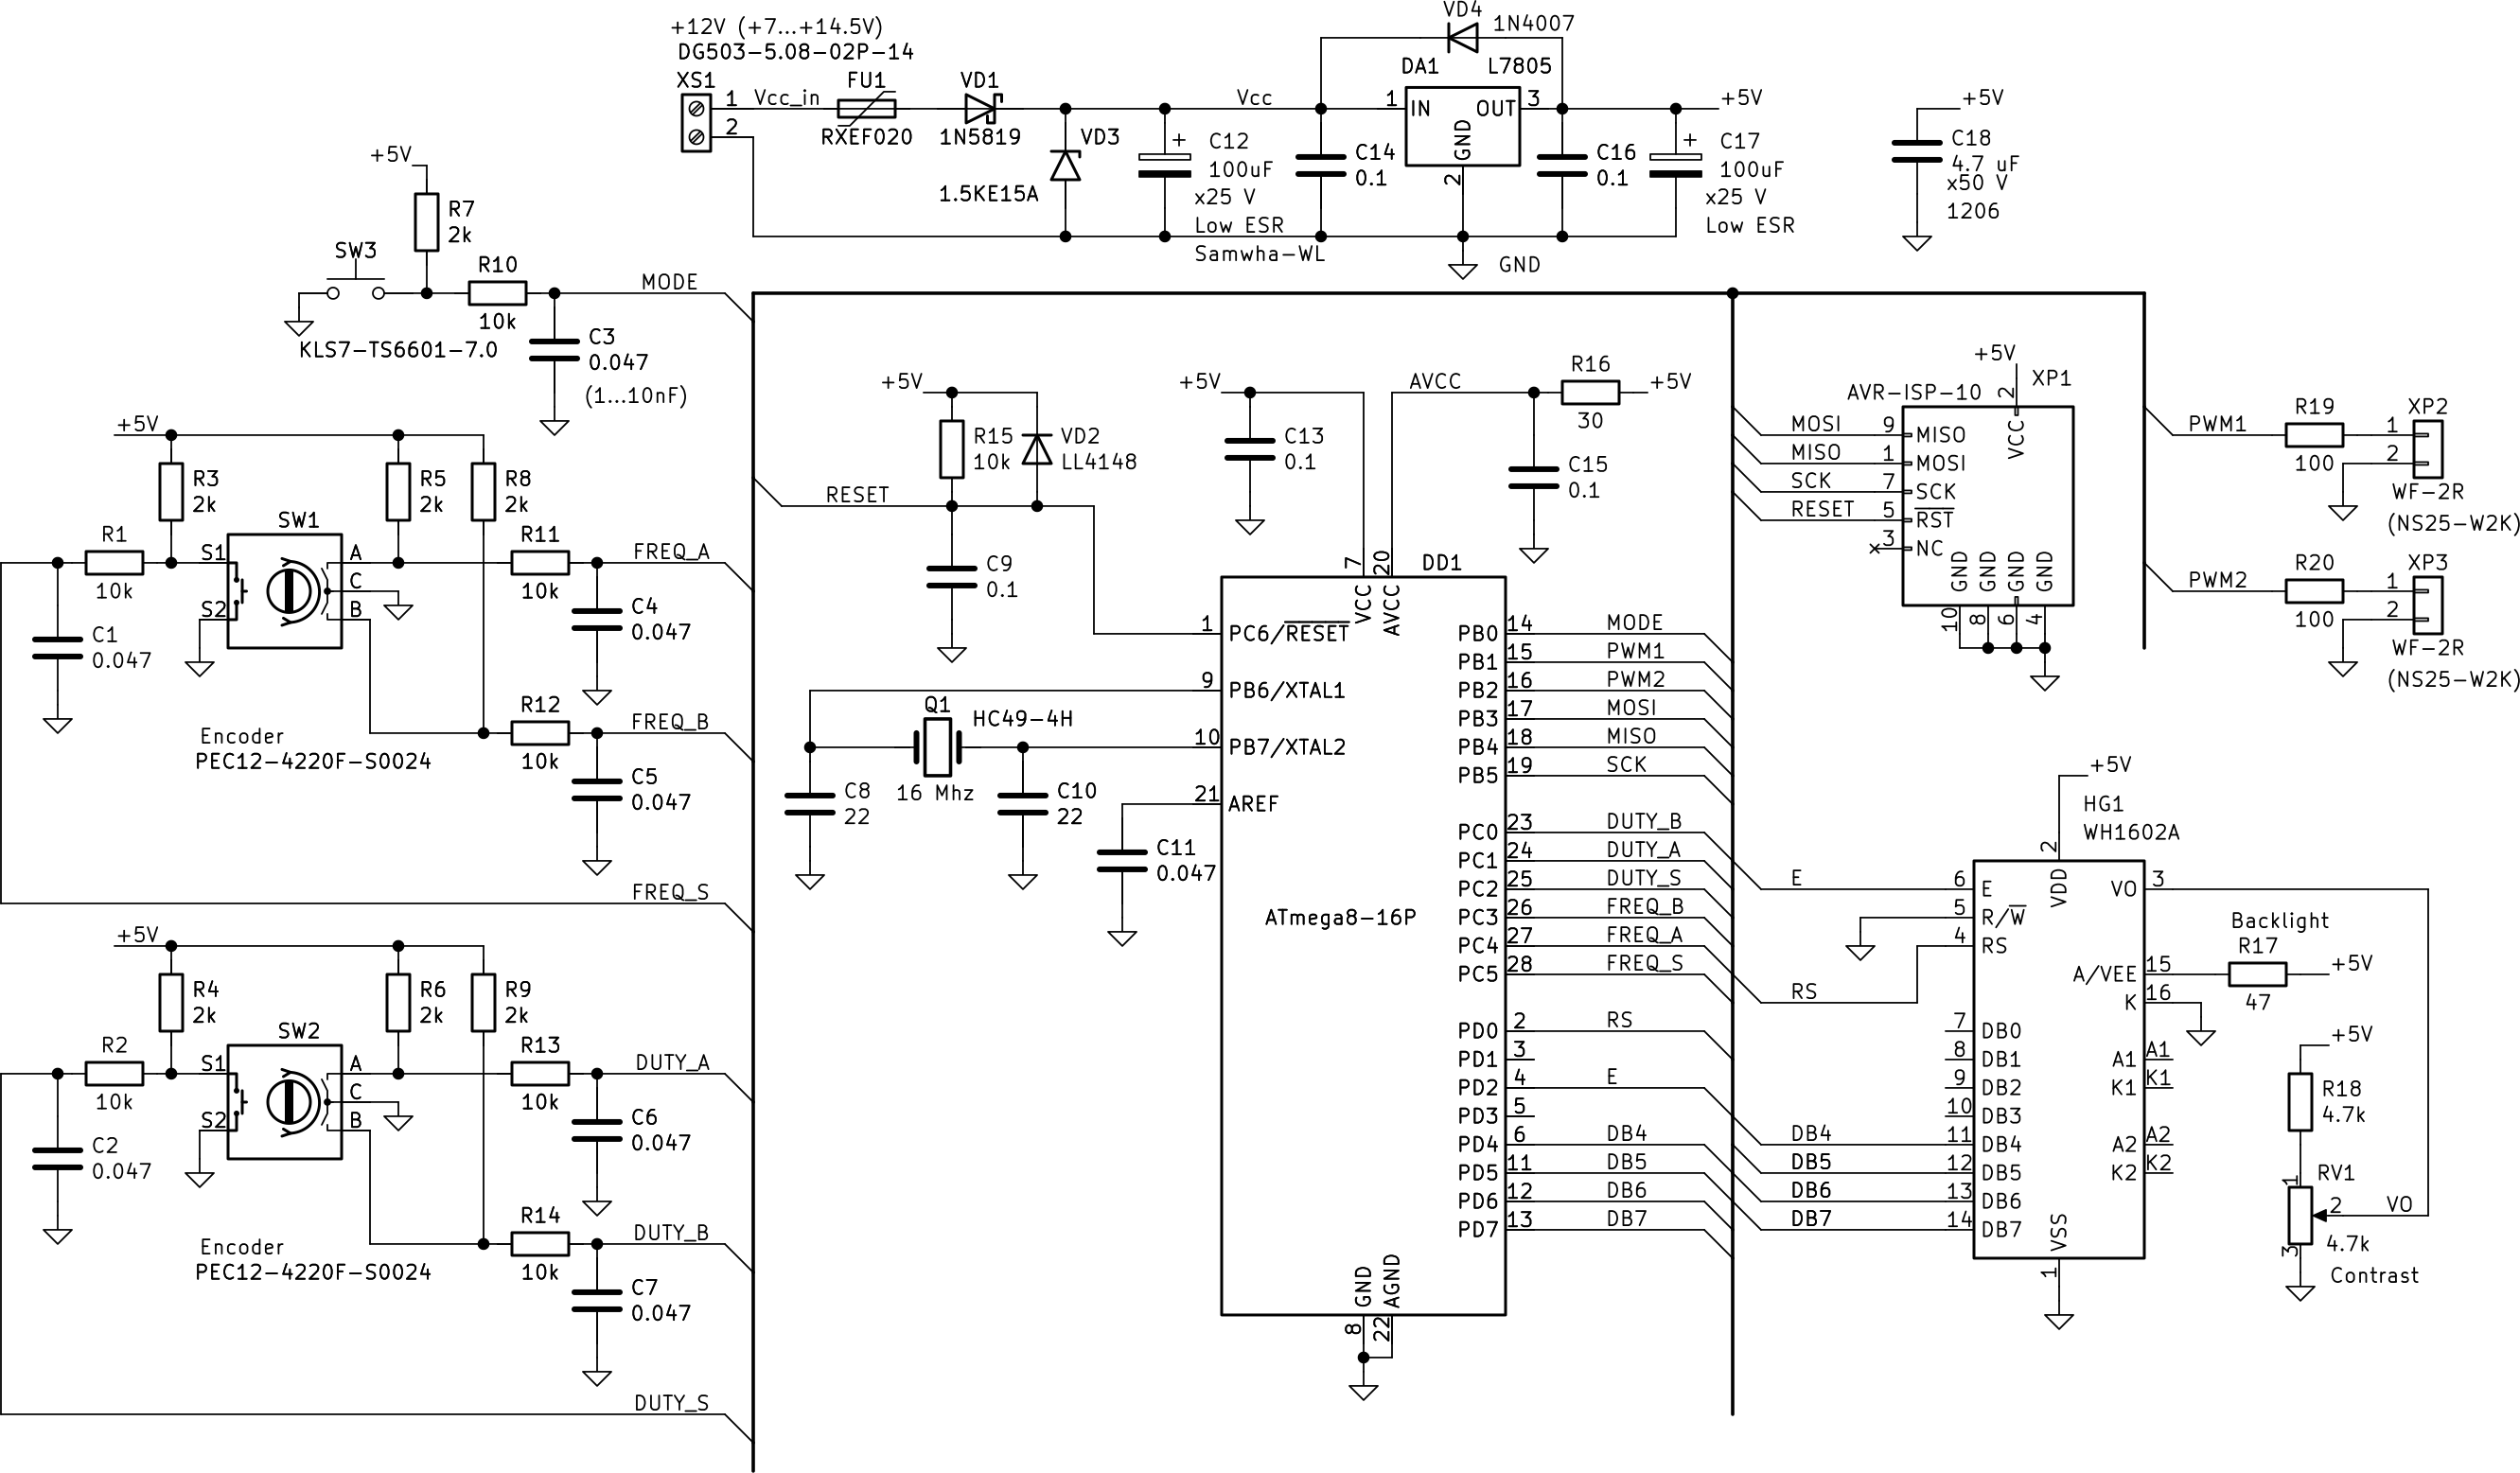 +12V (+7...+14.5V)
DG503-5.08-02P-14
XS1
1
2
Vcc_in
FU1
RXEF020
VD1
1N5819
VD3
1.5KE15A
+
C12
100uF
x25 V
Low ESR
Samwha-WL
Vcc
C14
0.1
VD4
1N4007
DA1
L7805
1
IN
OUT
3
GND
2
GND
C16
0.1
+5V
+
C17
100uF
x25 V
Low ESR
+5V
C18
4.7 uF
x50 V
1206
+5V
R7
2k
SW3
KLS7-TS6601-7.0
R10
10k
MODE
C3
0.047
(1...10nF)
+5V
R3
2k
R5
2k
R8
2k
R1
10k
C1
0.047
SW1
S1
S2
A
C
B
R11
10k
FREQ_A
C4
0.047
R12
10k
FREQ_B
C5
0.047
Encoder
PEC12-4220F-S0024
FREQ_S
+5V
R4
2k
R6
2k
R9
2k
R2
10k
C2
0.047
SW2
S1
S2
A
C
B
R13
10k
DUTY_A
C6
0.047
R14
10k
DUTY_B
C7
0.047
Encoder
PEC12-4220F-S0024
DUTY_S
+5V
R15
10k
VD2
LL4148
RESET
C9
0.1
+5V
C13
0.1
AVCC
R16
30
+5V
C15
0.1
Q1
HC49-4H
16 Mhz
C8
22
C10
22
C11
0.047
DD1
ATmega8-16P
7
VCC
20
AVCC
1
PC6/RESET
9
PB6/XTAL1
10
PB7/XTAL2
21
AREF
GND
8
AGND
22
PB0 14 MODE
PB1 15 PWM1
PB2 16 PWM2
PB3 17 MOSI
PB4 18 MISO
PB5 19 SCK
PC0 23 DUTY_B
PC1 24 DUTY_A
PC2 25 DUTY_S
PC3 26 FREQ_B
PC4 27 FREQ_A
PC5 28 FREQ_S
PD0 2 RS
PD1 3
PD2 4 E
PD3 5
PD4 6 DB4
PD5 11 DB5
PD6 12 DB6
PD7 13 DB7
+5V
XP1
AVR-ISP-10
2
VCC
MOSI 9 MISO
MISO 1 MOSI
SCK 7 SCK
RESET 5 RST
3 NC
GND GND GND GND
10 8 6 4
PWM1
R19
100
XP2
1
2
WF-2R
(NS25-W2K)
PWM2
R20
100
XP3
1
2
WF-2R
(NS25-W2K)
+5V
HG1
WH1602A
2
VDD
E 6 E
5 R/W
4 RS
RS
7 DB0
8 DB1
9 DB2
10 DB3
DB4 11 DB4
DB5 12 DB5
DB6 13 DB6
DB7 14 DB7
VSS
1
VO 3
A/VEE 15
K 16
A1 A1
K1 K1
A2 A2
K2 K2
Backlight
R17
47
+5V
+5V
R18
4.7k
RV1
1
2
3
VO
4.7k
Contrast